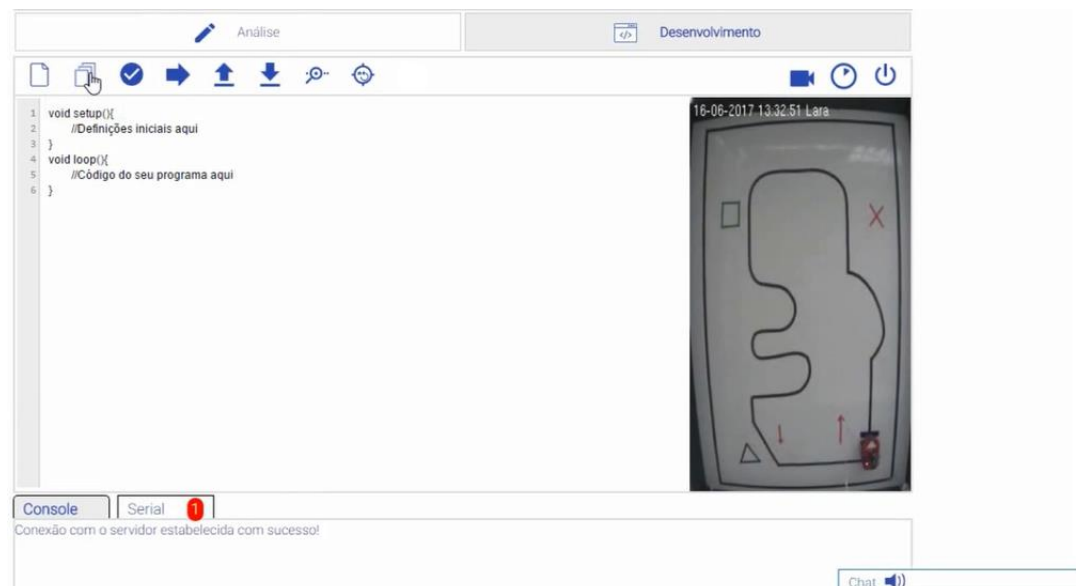 Análise
Desenvolvimento
16-06-2017 13:32:51 Lara
1 void setup(){
2 //Definições iniciais aqui
3 }
4 void loop(){
5 //Código do seu programa aqui
6 }
X
Console
Serial 1
Conexão com o servidor estabelecida com sucesso!
Chat